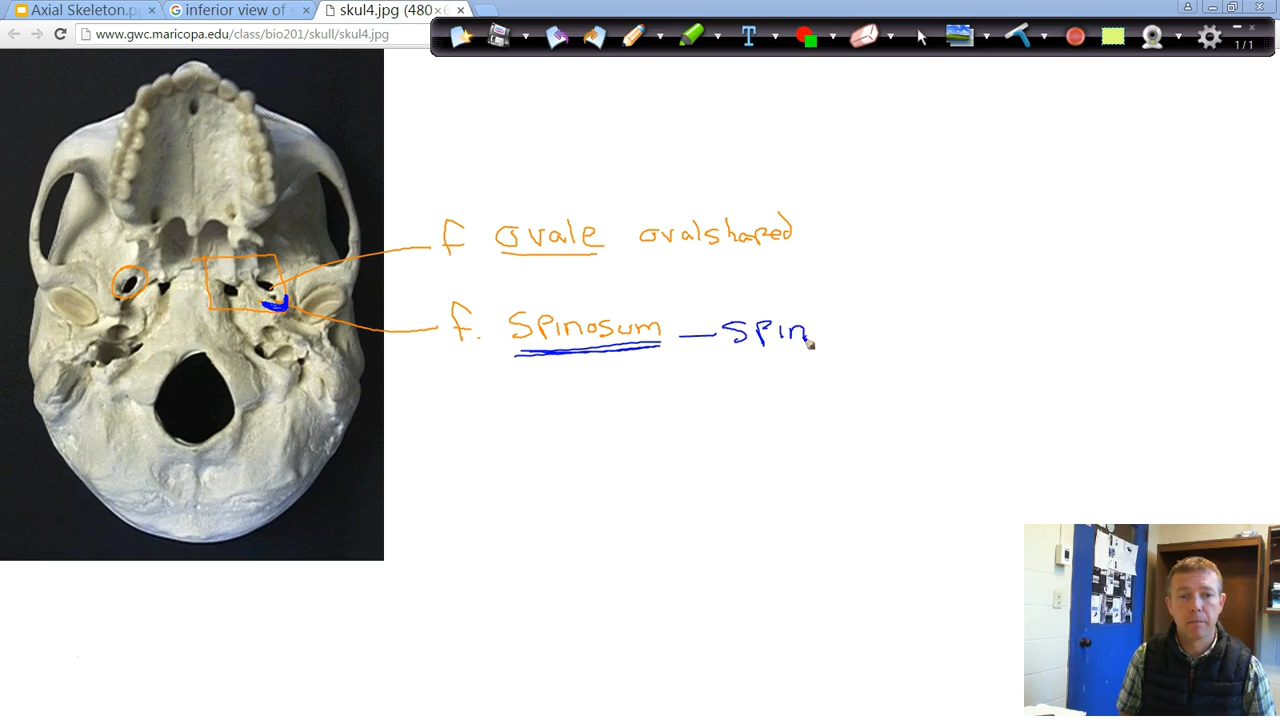 Axial Skeleton.p
inferior view of s
skul4.jpg (480×6
www.gwc.maricopa.edu/class/bio201/skull/skul4.jpg
T
1/1
f ovale ovalshaped
f. spinosum — spin